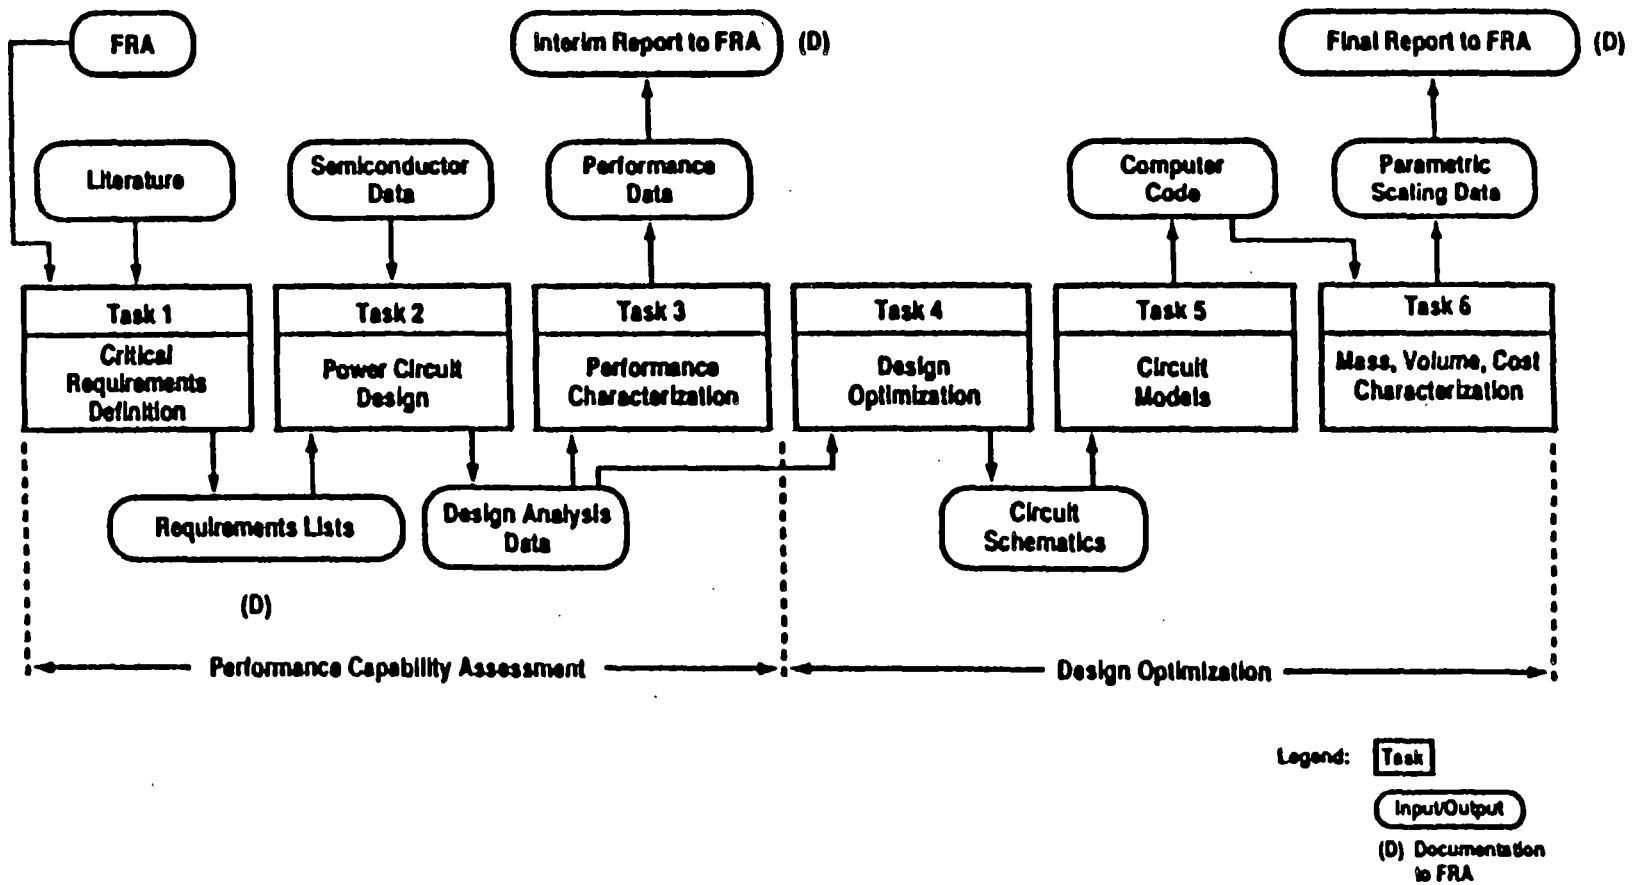 FRA
Interim Report to FRA
(D)
Final Report to FRA
(D)
Literature
Semiconductor
Data
Performance
Data
Computer
Code
Parametric
Scaling Data
Task 1
Critical
Requirements
Definition
Task 2
Power Circuit
Design
Task 3
Performance
Characterization
Task 4
Design
Optimization
Task 5
Circuit
Models
Task 6
Mass, Volume, Cost
Characterization
Requirements Lists
Design Analysis
Data
Circuit
Schematics
(D)
Performance Capability Assessment
Design Optimization
Legend:
Task
Input/Output
(D) Documentation
to FRA